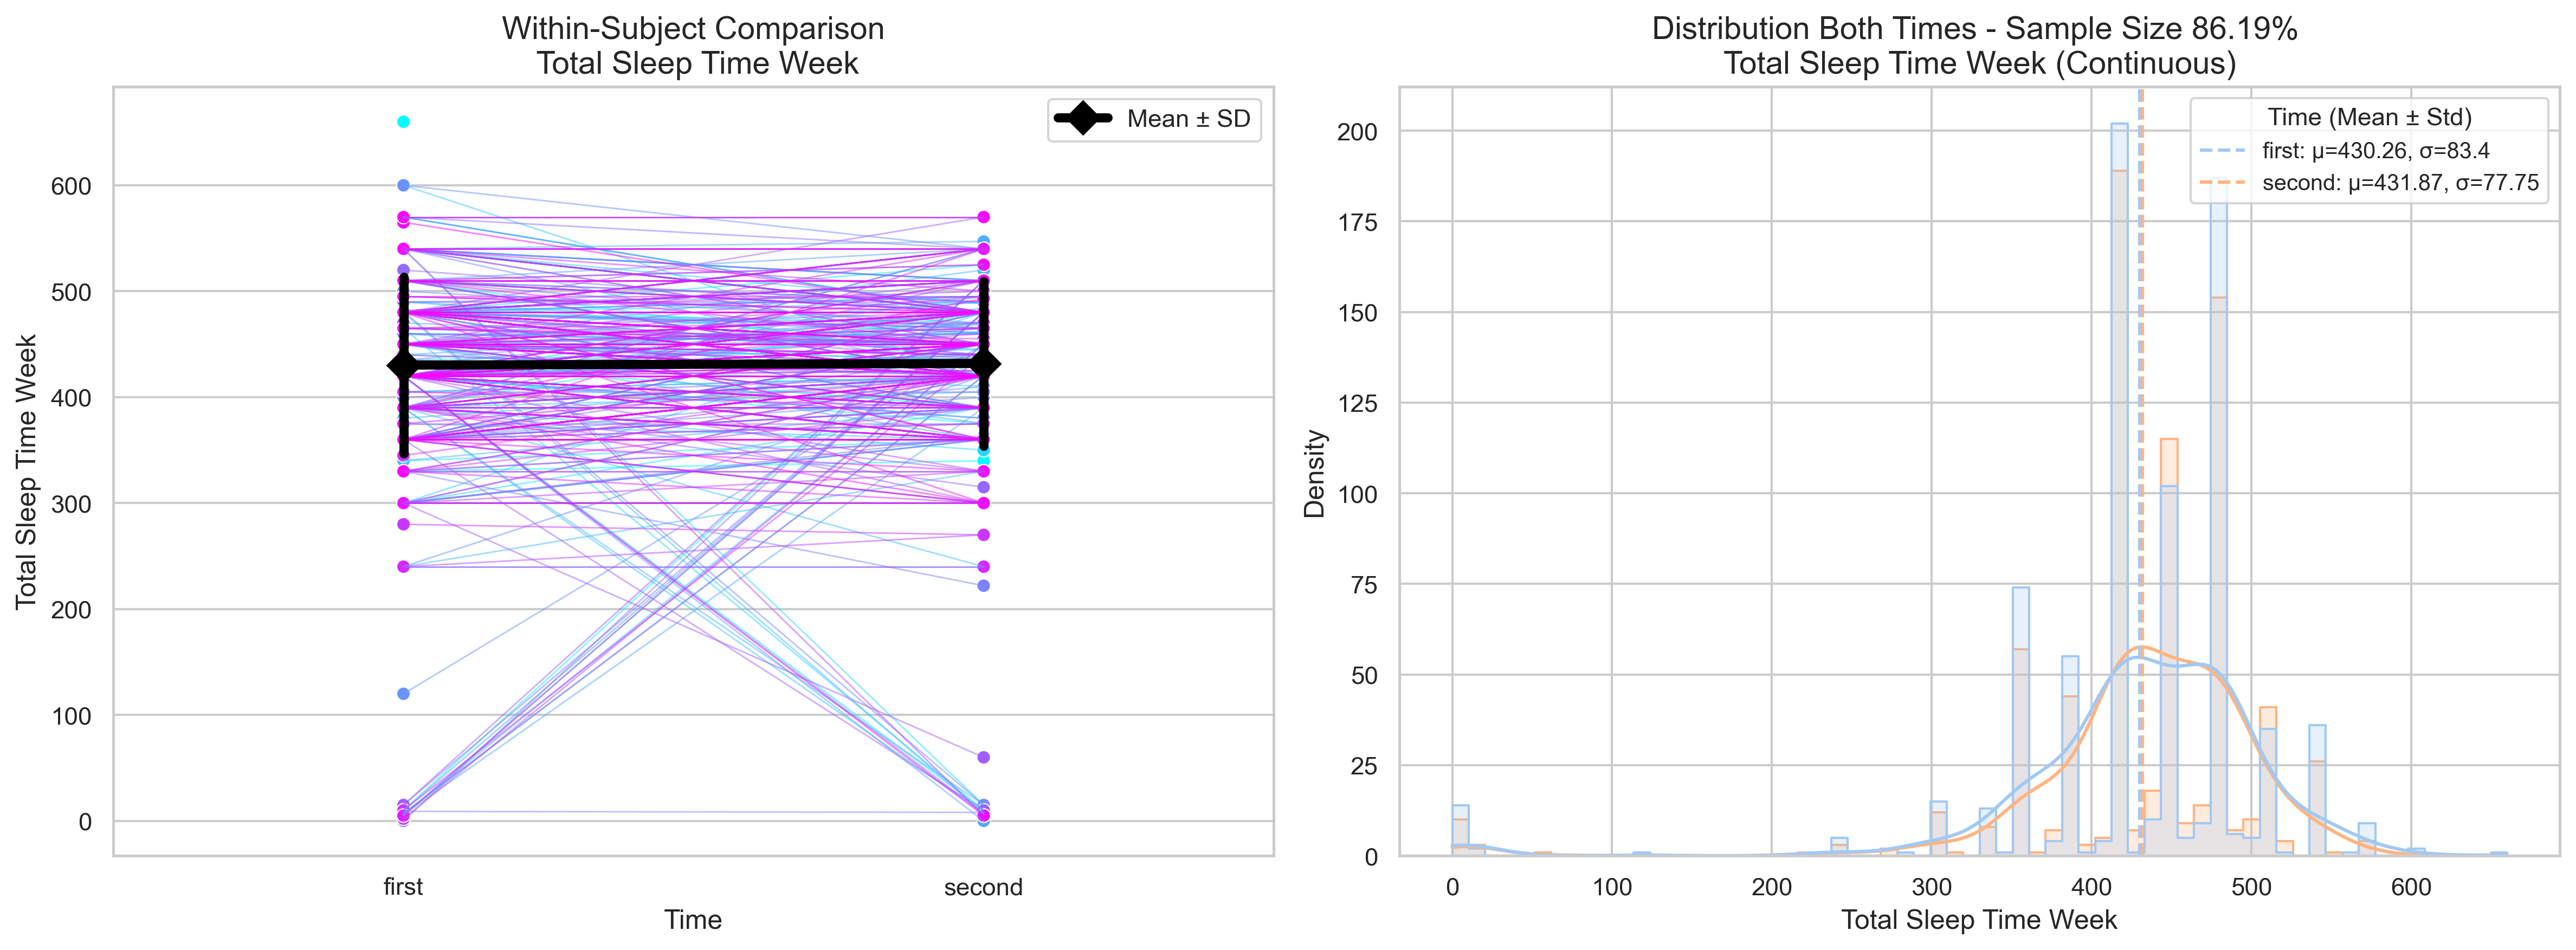 Within-Subject Comparison
Total Sleep Time Week
Mean ± SD
Total Sleep Time Week
600
500
400
300
200
100
0
first
second
Time
Distribution Both Times - Sample Size 86.19%
Total Sleep Time Week (Continuous)
Time (Mean ± Std)
first: μ=430.26, σ=83.4
second: μ=431.87, σ=77.75
Density
200
175
150
125
100
75
50
25
0
0
100
200
300
400
500
600
Total Sleep Time Week